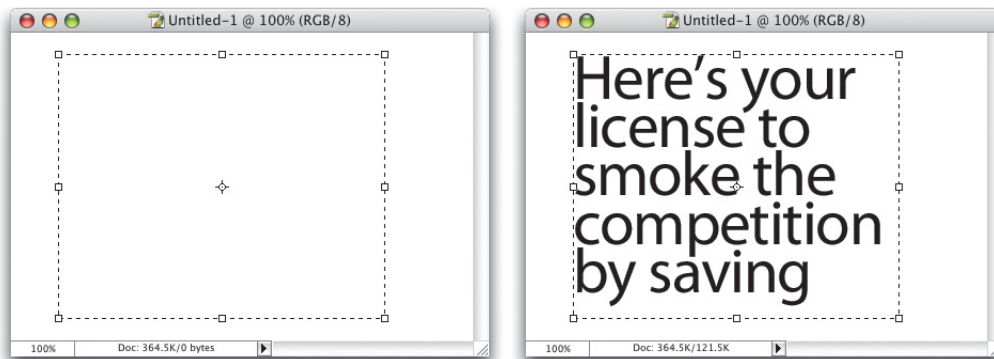 Untitled-1 @ 100% (RGB/8)
100% Doc: 364.5K/0 bytes
Untitled-1 @ 100% (RGB/8)
Here’s your
license to
smoke the
competition
by saving
100% Doc: 364.5K/121.5K